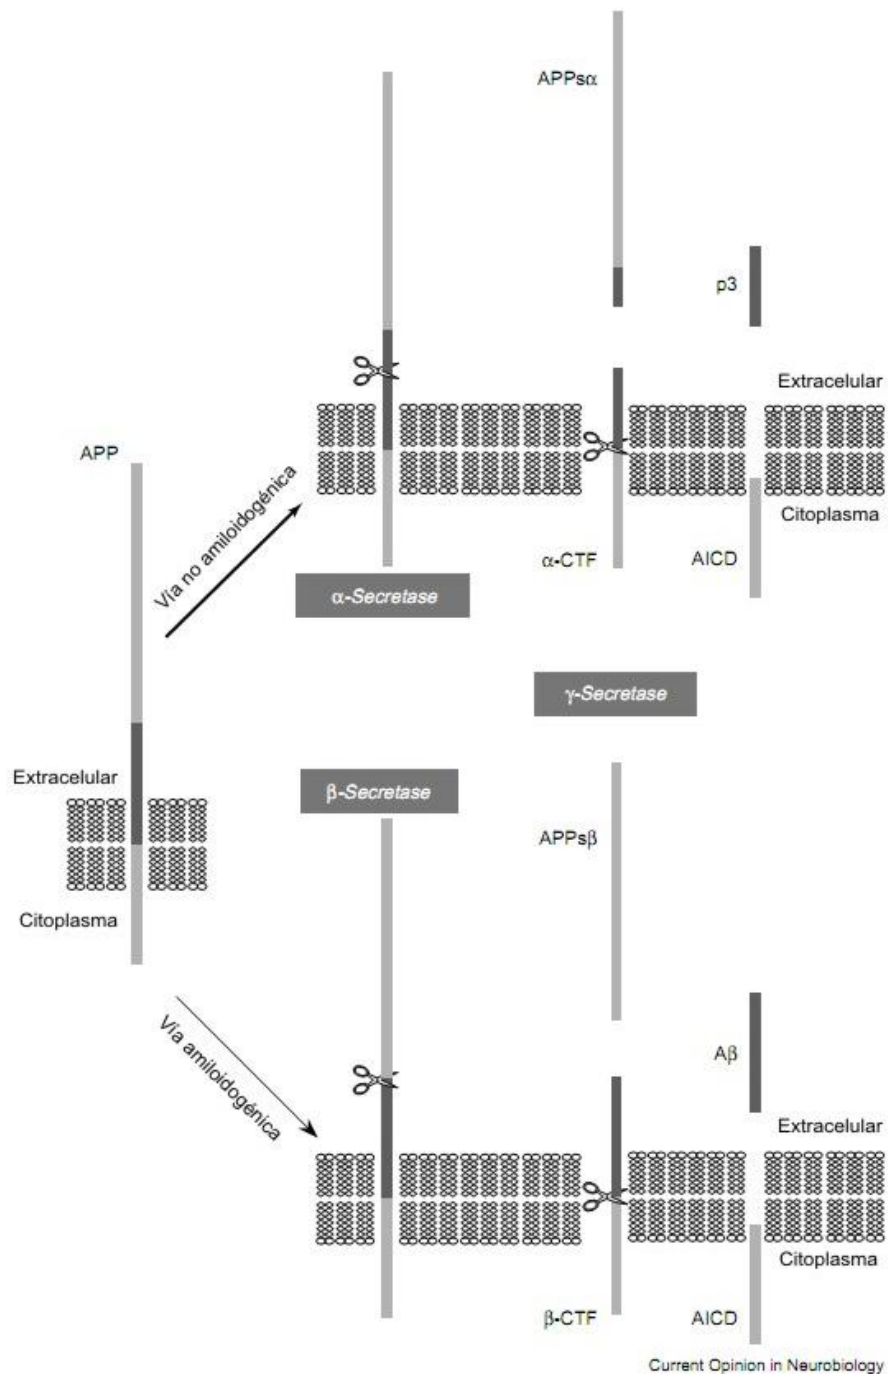 APPsα
p3
Extracelular
APP
Vía no amiloidogénica
Citoplasma
α-CTF
AICD
α-Secretase
γ-Secretase
Extracelular
β-Secretase
APPsβ
Citoplasma
Vía amiloidogénica
Aβ
Extracelular
Citoplasma
β-CTF
AICD
Current Opinion in Neurobiology